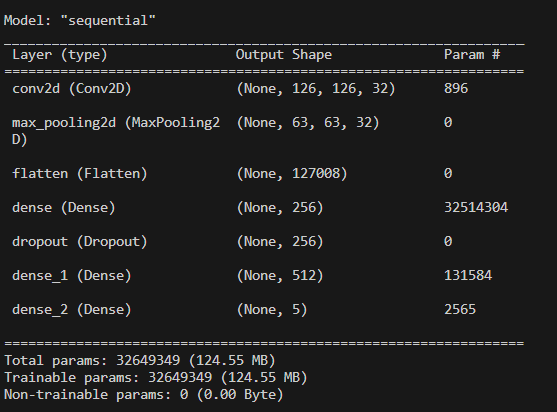 Model: "sequential"
_________________________________________________________________
Layer (type) Output Shape Param #
=================================================================
conv2d (Conv2D) (None, 126, 126, 32) 896
max_pooling2d (MaxPooling2 (None, 63, 63, 32) 0
D)
flatten (Flatten) (None, 127008) 0
dense (Dense) (None, 256) 32514304
dropout (Dropout) (None, 256) 0
dense_1 (Dense) (None, 512) 131584
dense_2 (Dense) (None, 5) 2565
=================================================================
Total params: 32649349 (124.55 MB)
Trainable params: 32649349 (124.55 MB)
Non-trainable params: 0 (0.00 Byte)